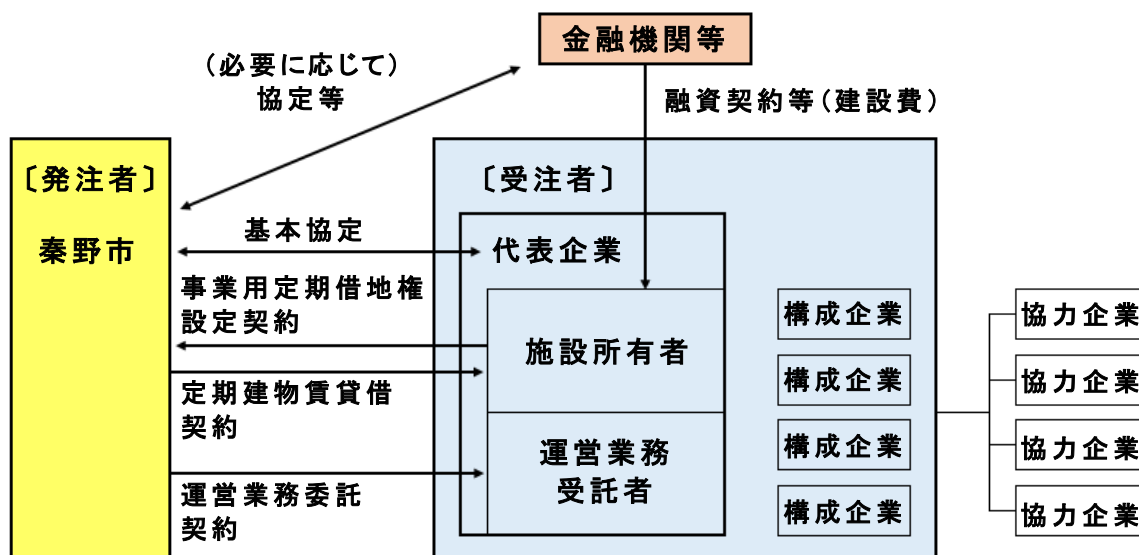 金融機関等
（必要に応じて）
協定等
融資契約等（建設費）
〔発注者〕
秦野市
〔受注者〕
基本協定
代表企業
事業用定期借地権
設定契約
施設所有者
定期建物賃貸借
契約
運営業務
受託者
運営業務委託
契約
構成企業
構成企業
構成企業
構成企業
協力企業
協力企業
協力企業
協力企業